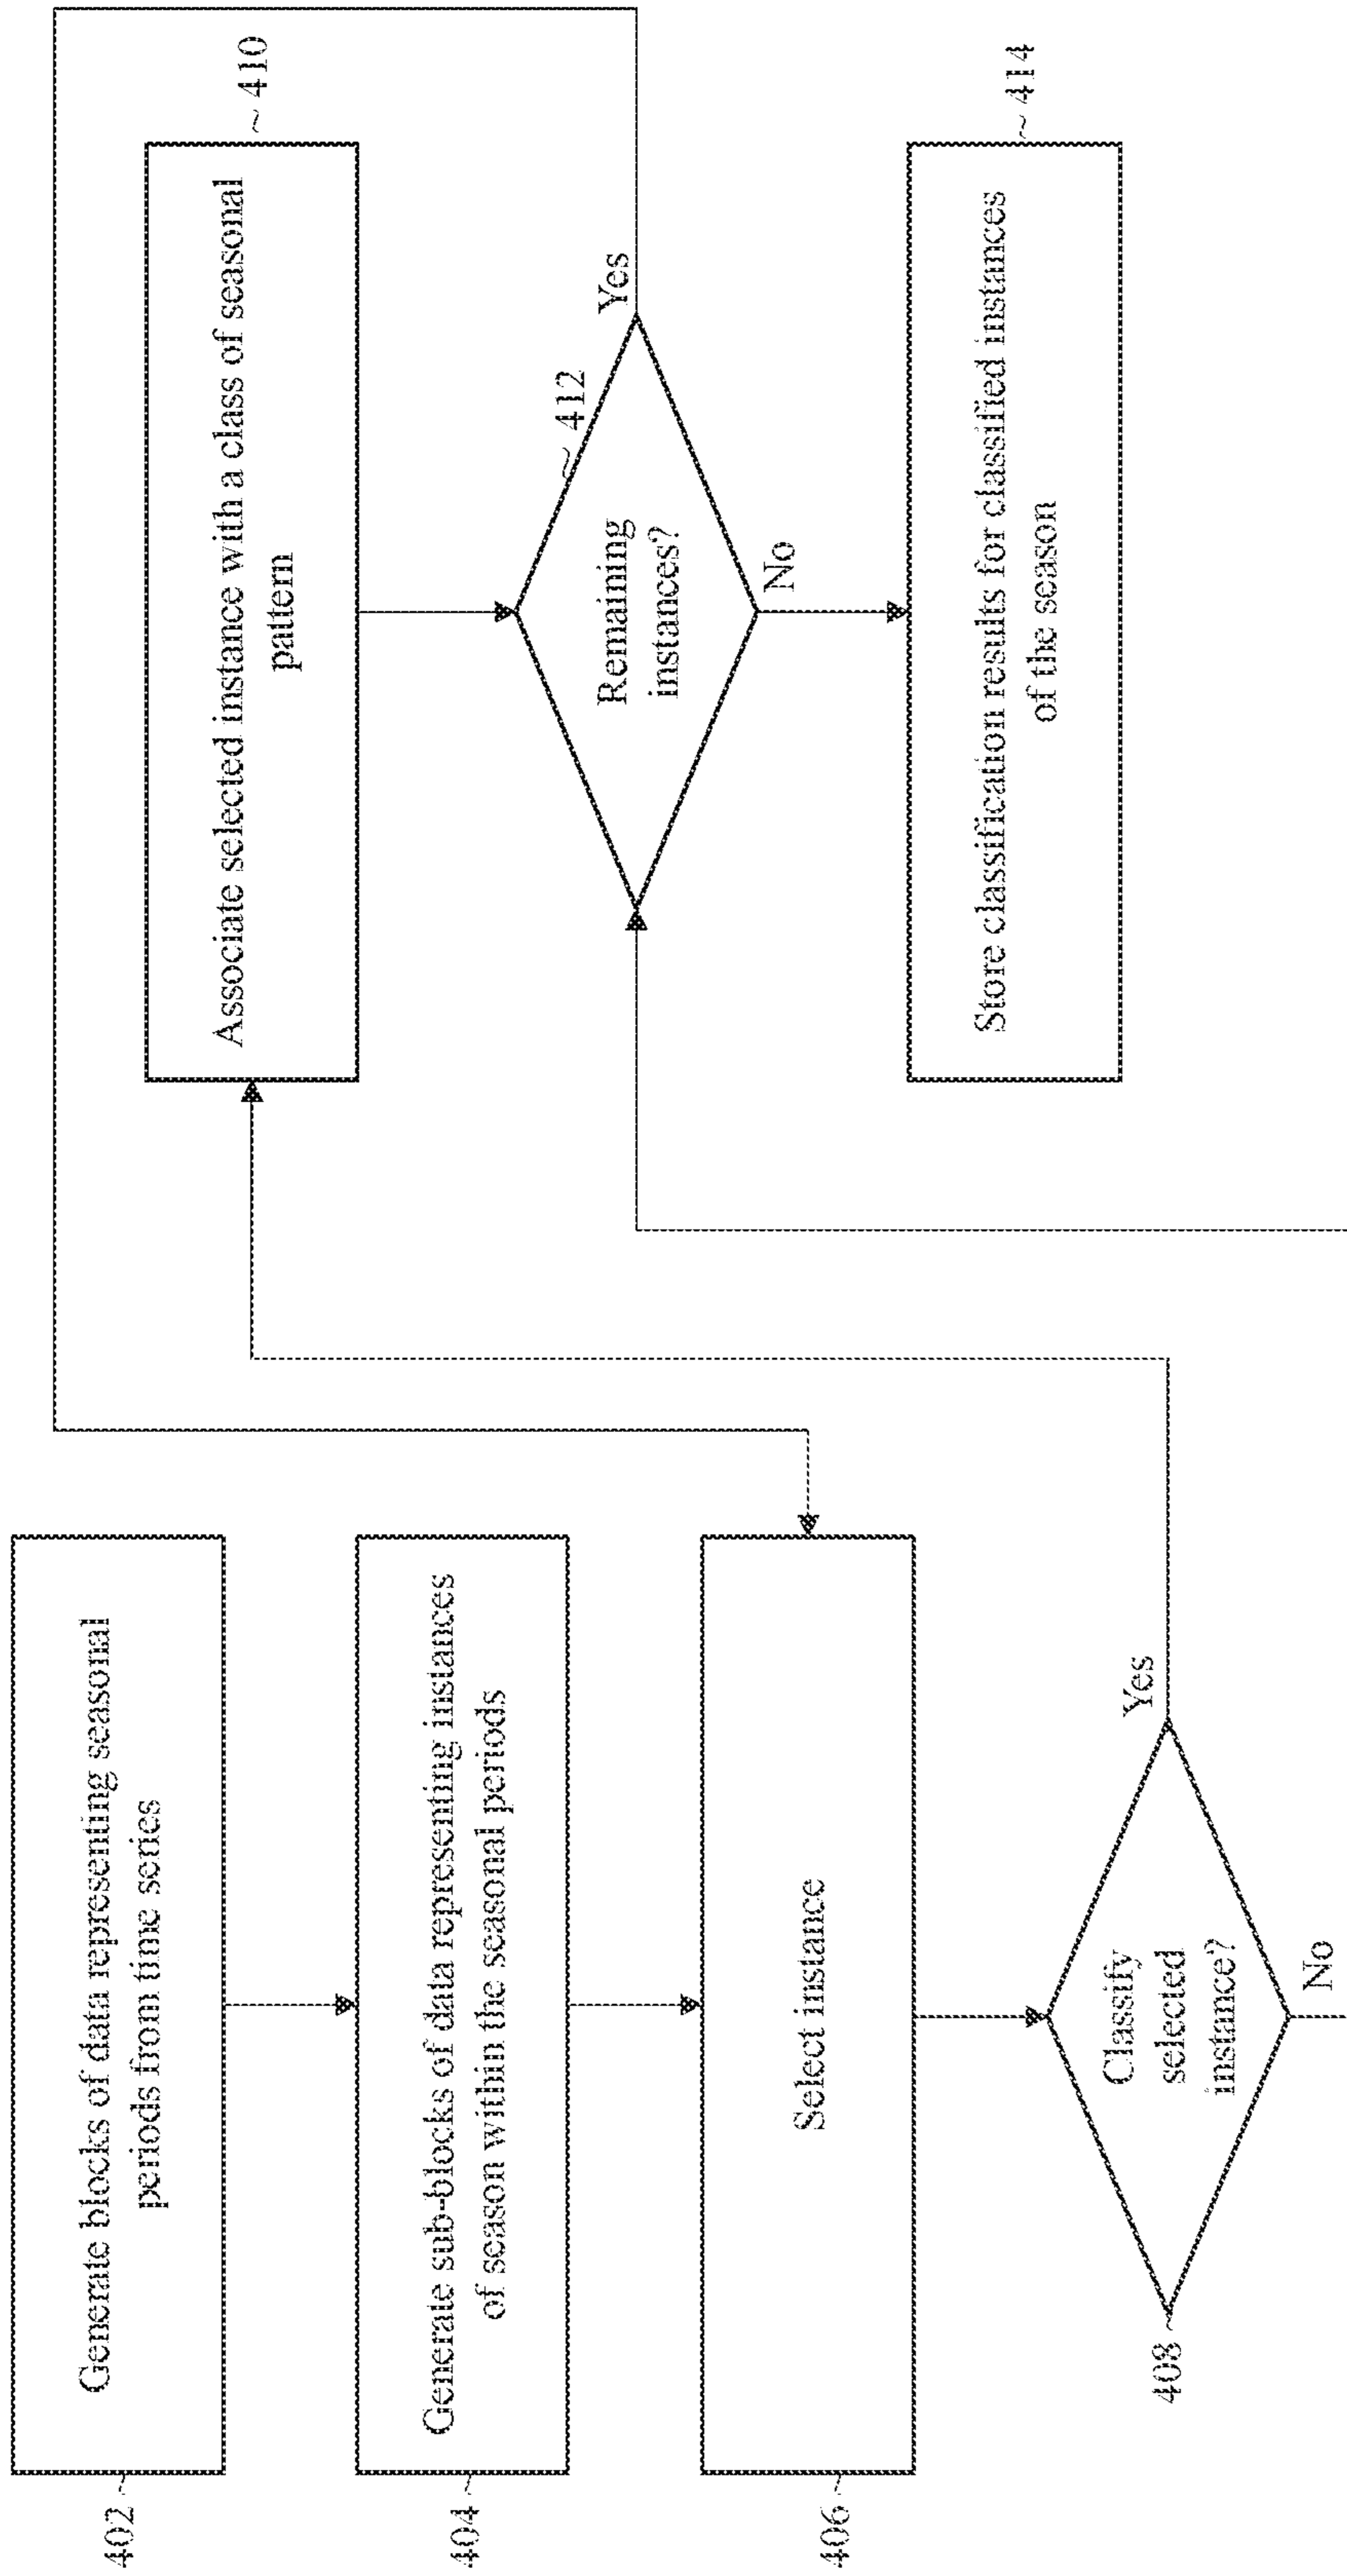 402
Generate blocks of data representing seasonal
periods from time series
404
Generate sub-blocks of data representing instances
of season within the seasonal periods
406
Select instance
408
Classify
selected
instance?
Yes
No
410
Associate selected instance with a class of seasonal
pattern
412
Remaining
instances?
Yes
No
414
Store classification results for classified instances
of the season